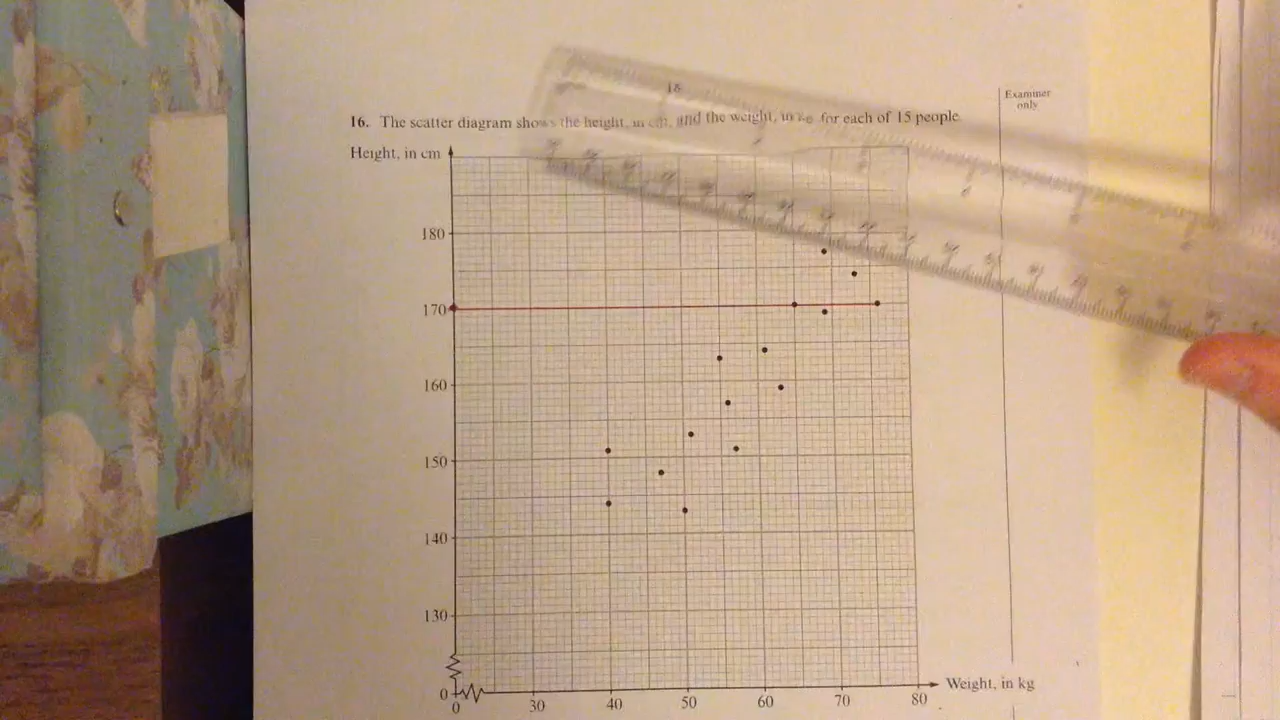 18
16. The scatter diagram shows the height, in cm, and the weight, in kg for each of 15 people
Examiner
only
Height, in cm
180
170
160
150
140
130
0
0 30 40 50 60 70 80
Weight, in kg